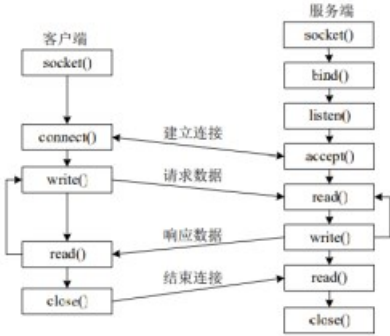 服务端
客户端
socket()
socket()
bind()
listen()
建立连接
connect()
accept()
请求数据
write()
read()
响应数据
write()
read()
结束连接
read()
close()
close()